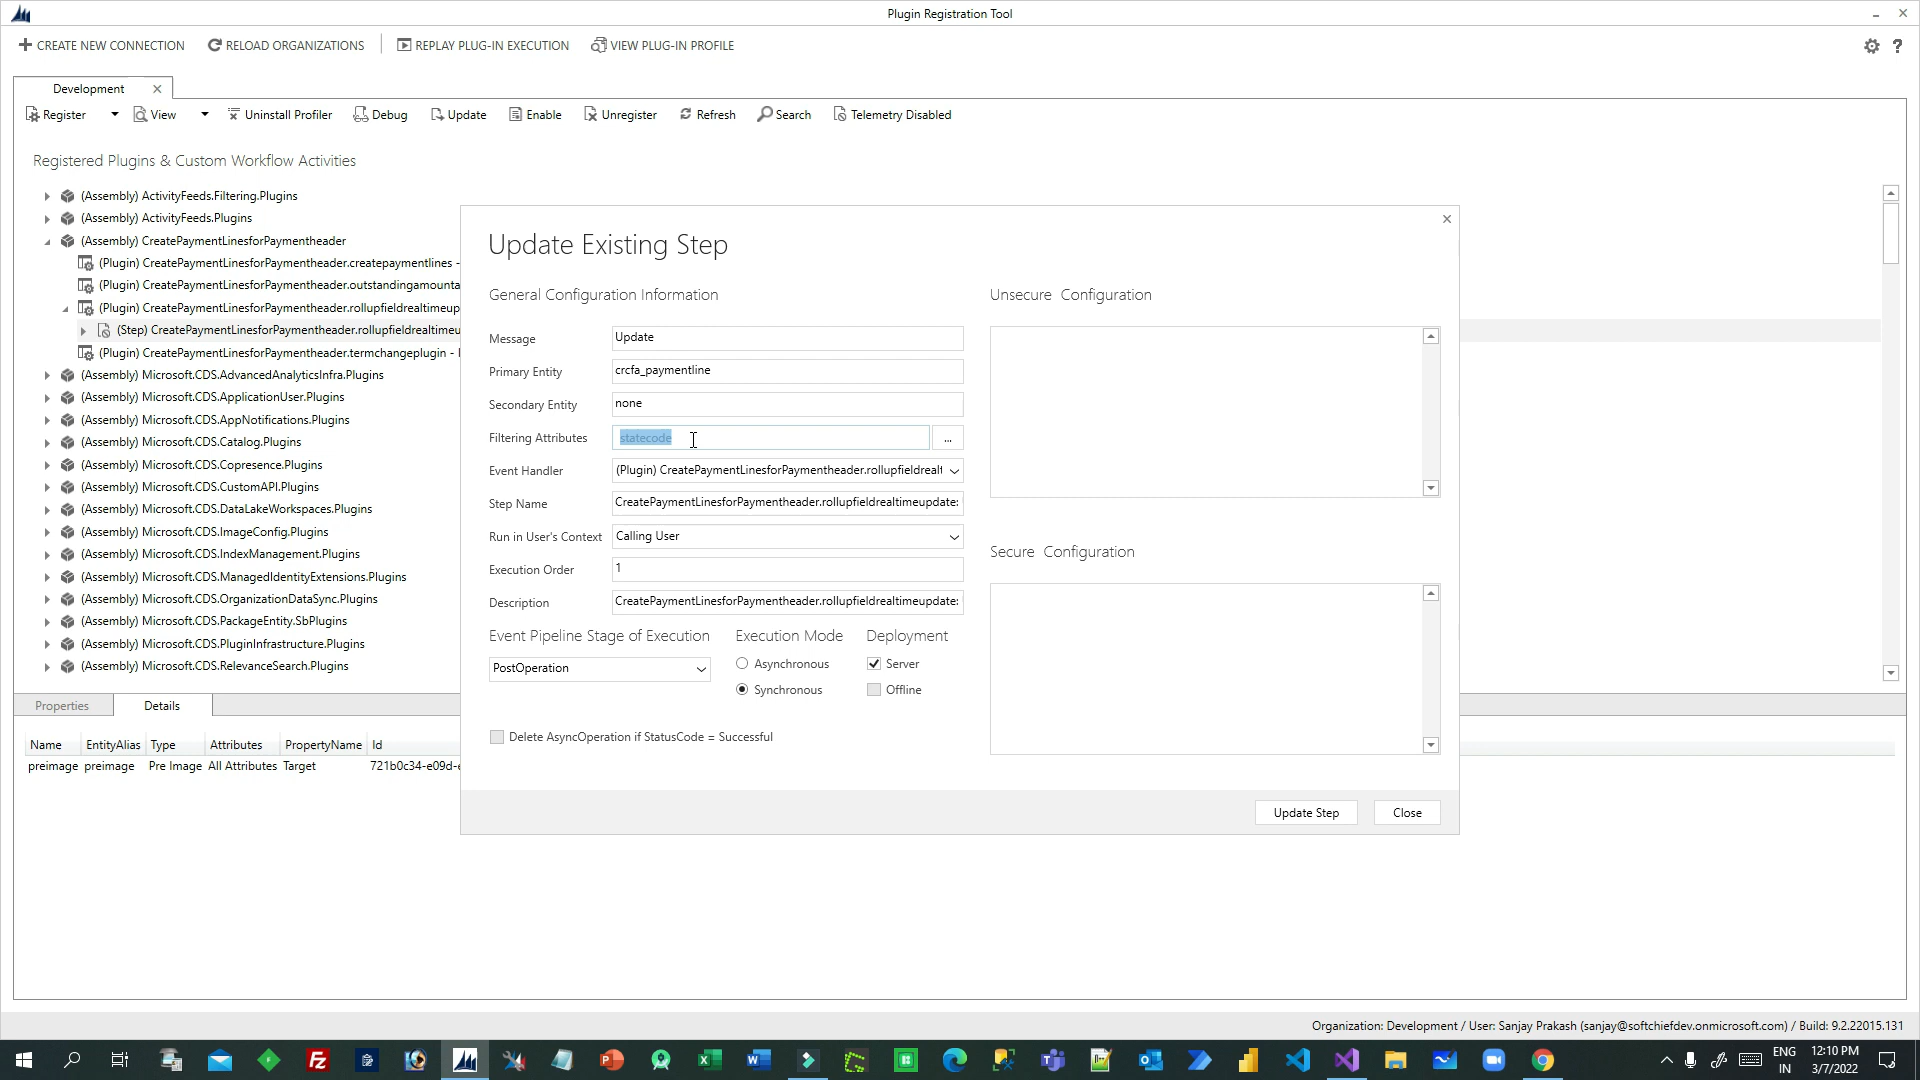 Plugin Registration Tool
CREATE NEW CONNECTION
RELOAD ORGANIZATIONS
REPLAY PLUG-IN EXECUTION
VIEW PLUG-IN PROFILE
?
Development
Register
View
Uninstall Profiler
Debug
Update
Enable
Unregister
Refresh
Search
Telemetry Disabled
Registered Plugins & Custom Workflow Activities
(Assembly) ActivityFeeds.Filtering.Plugins
(Assembly) ActivityFeeds.Plugins
(Assembly) CreatePaymentLinesforPaymentheader
(Plugin) CreatePaymentLinesforPaymentheader.createpaymentlines -
(Plugin) CreatePaymentLinesforPaymentheader.outstandingamounta
(Plugin) CreatePaymentLinesforPaymentheader.rollupfieldrealtimeup
(Step) CreatePaymentLinesforPaymentheader.rollupfieldrealtimeu
(Plugin) CreatePaymentLinesforPaymentheader.termchangeplugin -
(Assembly) Microsoft.CDS.AdvancedAnalyticsInfra.Plugins
(Assembly) Microsoft.CDS.ApplicationUser.Plugins
(Assembly) Microsoft.CDS.AppNotifications.Plugins
(Assembly) Microsoft.CDS.Catalog.Plugins
(Assembly) Microsoft.CDS.Copresence.Plugins
(Assembly) Microsoft.CDS.CustomAPI.Plugins
(Assembly) Microsoft.CDS.DataLakeWorkspaces.Plugins
(Assembly) Microsoft.CDS.ImageConfig.Plugins
(Assembly) Microsoft.CDS.IndexManagement.Plugins
(Assembly) Microsoft.CDS.ManagedIdentityExtensions.Plugins
(Assembly) Microsoft.CDS.OrganizationDataSync.Plugins
(Assembly) Microsoft.CDS.PackageEntity.SbPlugins
(Assembly) Microsoft.CDS.PluginInfrastructure.Plugins
(Assembly) Microsoft.CDS.RelevanceSearch.Plugins
Properties
Details
Name EntityAlias Type Attributes PropertyName Id
preimage preimage Pre Image All Attributes Target 721b0c34-e09d-
Update Existing Step
General Configuration Information
Message Update
Primary Entity crcfa_paymentline
Secondary Entity none
Filtering Attributes statecode ...
Event Handler (Plugin) CreatePaymentLinesforPaymentheader.rollupfieldrealt
Step Name CreatePaymentLinesforPaymentheader.rollupfieldrealtimeupdate:
Run in User's Context Calling User
Execution Order 1
Description CreatePaymentLinesforPaymentheader.rollupfieldrealtimeupdate:
Event Pipeline Stage of Execution
PostOperation
Execution Mode
Asynchronous
Synchronous
Deployment
Server
Offline
Delete AsyncOperation if StatusCode = Successful
Unsecure Configuration
Secure Configuration
Update Step
Close
Organization: Development / User: Sanjay Prakash (sanjay@softchiefdev.onmicrosoft.com) / Build: 9.2.22015.131
ENG
IN
12:10 PM
3/7/2022